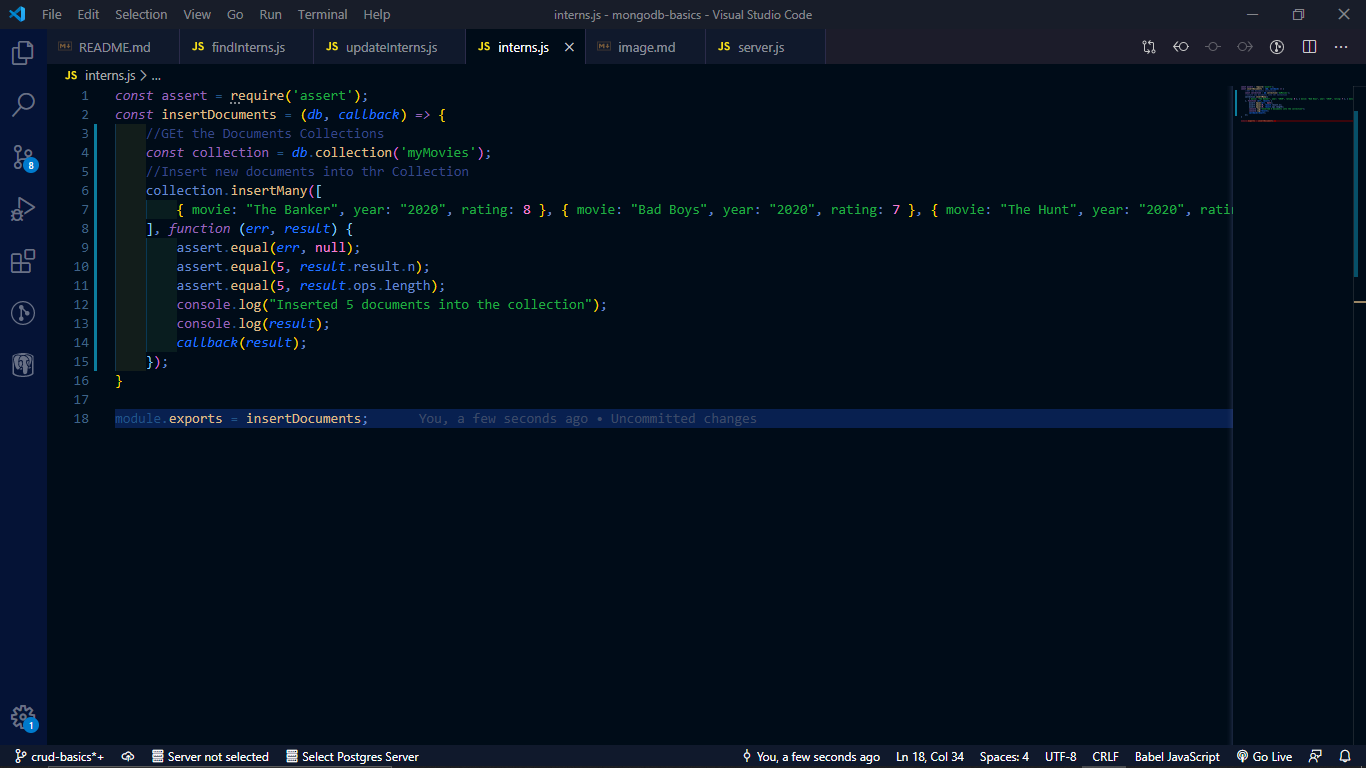 File Edit Selection View Go Run Terminal Help interns.js - mongodb-basics - Visual Studio Code
README.md JS findInterns.js JS updateInterns.js JS interns.js image.md JS server.js
JS interns.js > ...
1 const assert = require('assert');
2 const insertDocuments = (db, callback) => {
3 //GEt the Documents Collections
4 const collection = db.collection('myMovies');
5 //Insert new documents into thr Collection
6 collection.insertMany([
7 { movie: "The Banker", year: "2020", rating: 8 }, { movie: "Bad Boys", year: "2020", rating: 7 }, { movie: "The Hunt", year: "2020", ratin
8 ], function (err, result) {
9 assert.equal(err, null);
10 assert.equal(5, result.result.n);
11 assert.equal(5, result.ops.length);
12 console.log("Inserted 5 documents into the collection");
13 console.log(result);
14 callback(result);
15 });
16 }
17
18 module.exports = insertDocuments; You, a few seconds ago • Uncommitted changes
8
1
crud-basics*+ Server not selected Select Postgres Server You, a few seconds ago Ln 18, Col 34 Spaces: 4 UTF-8 CRLF Babel JavaScript Go Live